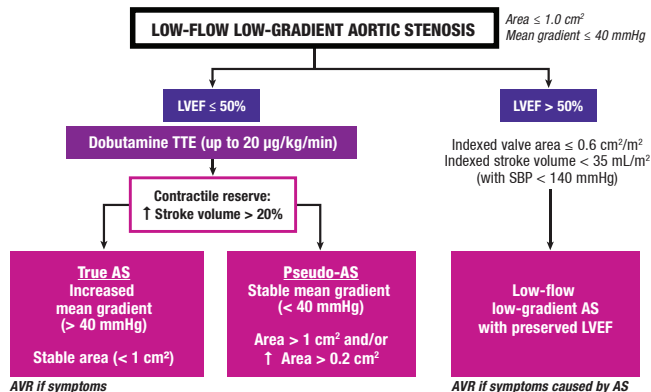 LOW-FLOW LOW-GRADIENT AORTIC STENOSIS
Area ≤ 1.0 cm²
Mean gradient ≤ 40 mmHg
LVEF ≤ 50%
LVEF > 50%
Dobutamine TTE (up to 20 µg/kg/min)
Indexed valve area ≤ 0.6 cm²/m²
Indexed stroke volume < 35 mL/m²
(with SBP < 140 mmHg)
Contractile reserve:
↑ Stroke volume > 20%
True AS
Increased
mean gradient
(> 40 mmHg)
Stable area (< 1 cm²)
Pseudo-AS
Stable mean gradient
(< 40 mmHg)
Area > 1 cm² and/or
↑ Area > 0.2 cm²
Low-flow
low-gradient AS
with preserved LVEF
AVR if symptoms
AVR if symptoms caused by AS